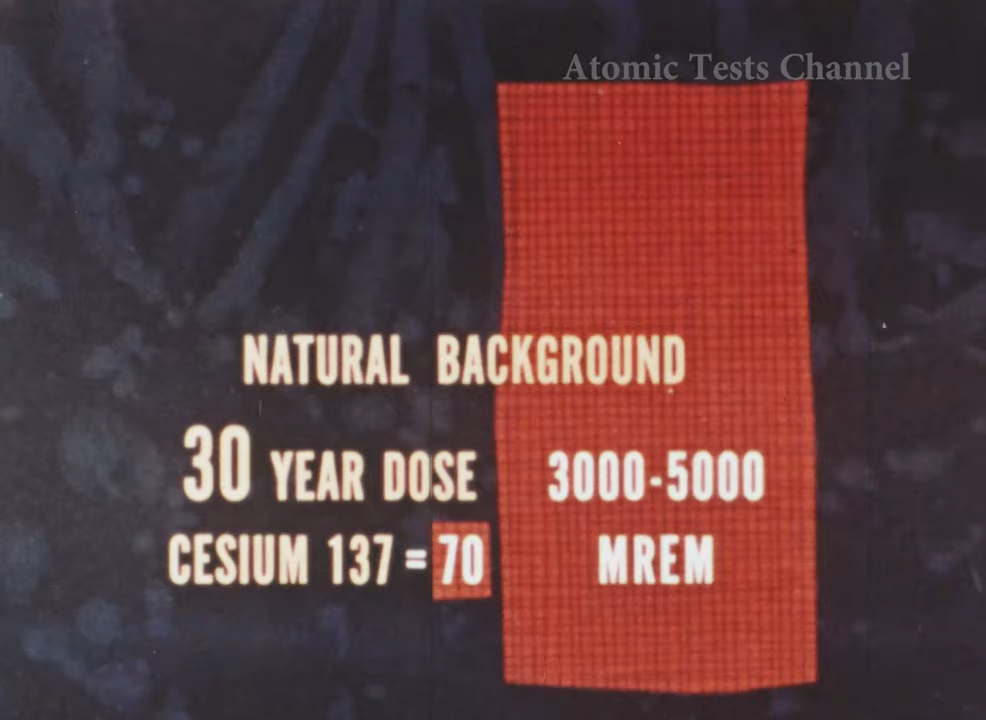 Atomic Tests Channel
NATURAL BACKGROUND
30 YEAR DOSE 3000-5000
CESIUM 137 = 70 MREM